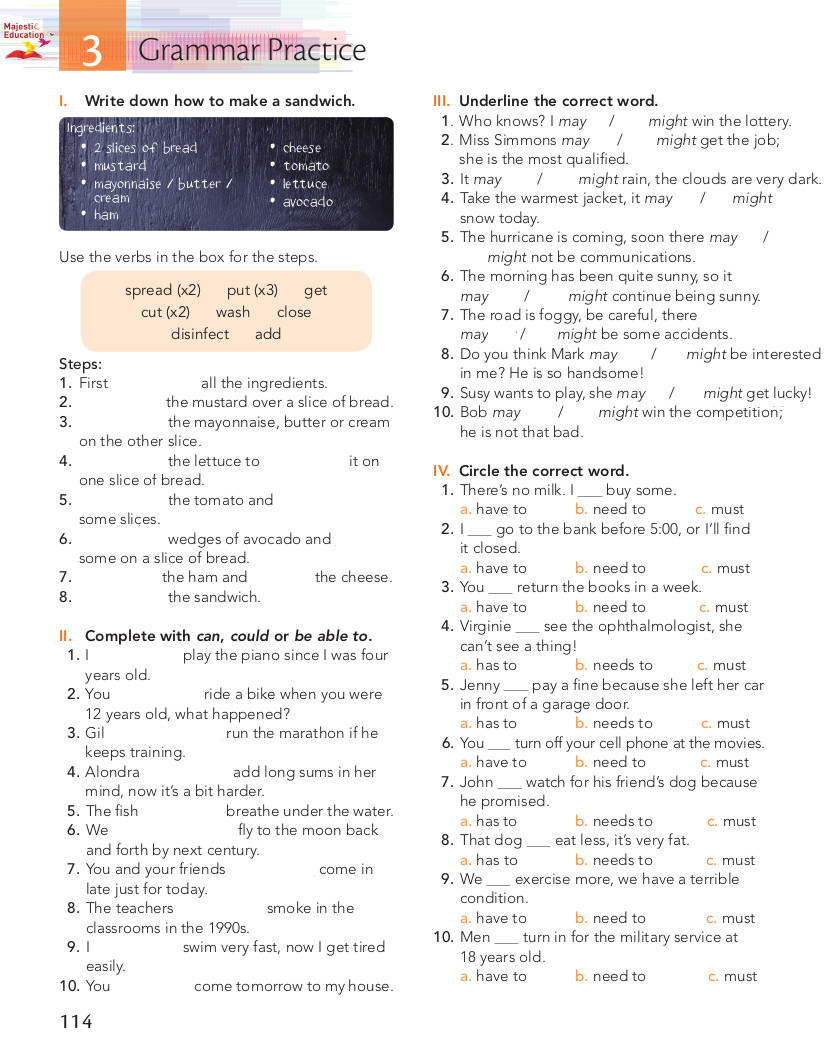 Majestic
Education
3 Grammar Practice
I. Write down how to make a sandwich.
Ingredients:
• 2 slices of bread
• mustard
• mayonnaise / butter /
cream
• ham
• cheese
• tomato
• lettuce
• avocado
Use the verbs in the box for the steps.
spread (x2) put (x3) get
cut (x2) wash close
disinfect add
Steps:
1. First all the ingredients.
2. the mustard over a slice of bread.
3. the mayonnaise, butter or cream
on the other slice.
4. the lettuce to it on
one slice of bread.
5. the tomato and
some slices.
6. wedges of avocado and
some on a slice of bread.
7. the ham and the cheese.
8. the sandwich.
II. Complete with can, could or be able to.
1. I play the piano since I was four
years old.
2. You ride a bike when you were
12 years old, what happened?
3. Gil run the marathon if he
keeps training.
4. Alondra add long sums in her
mind, now it's a bit harder.
5. The fish breathe under the water.
6. We fly to the moon back
and forth by next century.
7. You and your friends come in
late just for today.
8. The teachers smoke in the
classrooms in the 1990s.
9. I swim very fast, now I get tired
easily.
10. You come tomorrow to my house.
114
III. Underline the correct word.
1. Who knows? I may / might win the lottery.
2. Miss Simmons may / might get the job;
she is the most qualified.
3. It may / might rain, the clouds are very dark.
4. Take the warmest jacket, it may / might
snow today.
5. The hurricane is coming, soon there may /
might not be communications.
6. The morning has been quite sunny, so it
may / might continue being sunny.
7. The road is foggy, be careful, there
may / might be some accidents.
8. Do you think Mark may / might be interested
in me? He is so handsome!
9. Susy wants to play, she may / might get lucky!
10. Bob may / might win the competition;
he is not that bad.
IV. Circle the correct word.
1. There's no milk. I ___ buy some.
a. have to b. need to c. must
2. I ___ go to the bank before 5:00, or I'll find
it closed.
a. have to b. need to c. must
3. You ___ return the books in a week.
a. have to b. need to c. must
4. Virginie ___ see the ophthalmologist, she
can't see a thing!
a. has to b. needs to c. must
5. Jenny ___ pay a fine because she left her car
in front of a garage door.
a. has to b. needs to c. must
6. You ___ turn off your cell phone at the movies.
a. have to b. need to c. must
7. John ___ watch for his friend's dog because
he promised.
a. has to b. needs to c. must
8. That dog ___ eat less, it's very fat.
a. has to b. needs to c. must
9. We ___ exercise more, we have a terrible
condition.
a. have to b. need to c. must
10. Men ___ turn in for the military service at
18 years old.
a. have to b. need to c. must